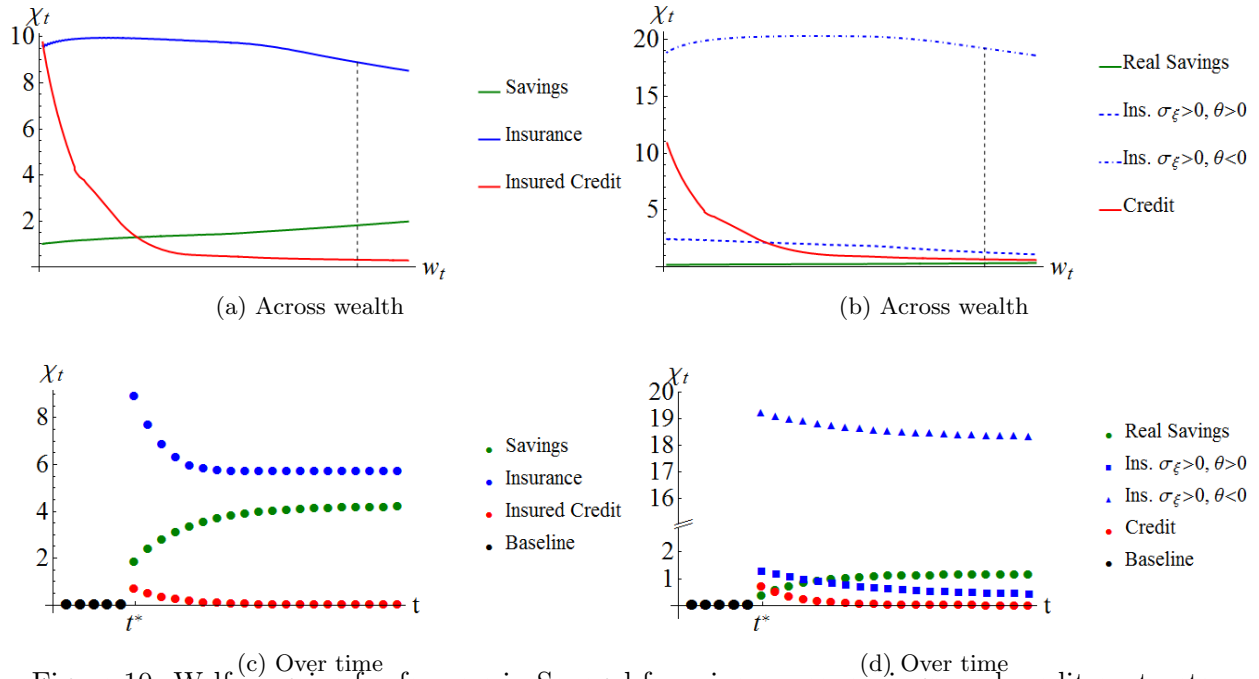 χt
10
8
6
4
2
wt
Savings
Insurance
Insured Credit
(a) Across wealth
χt
20
15
10
5
wt
Real Savings
Ins. σξ>0, θ>0
Ins. σξ>0, θ<0
Credit
(b) Across wealth
χt
8
6
4
2
t*
t
Savings
Insurance
Insured Credit
Baseline
(c) Over time
χt
20
19
18
17
16
2
1
t*
t
Real Savings
Ins. σξ>0, θ>0
Ins. σξ>0, θ<0
Credit
Baseline
(d) Over time